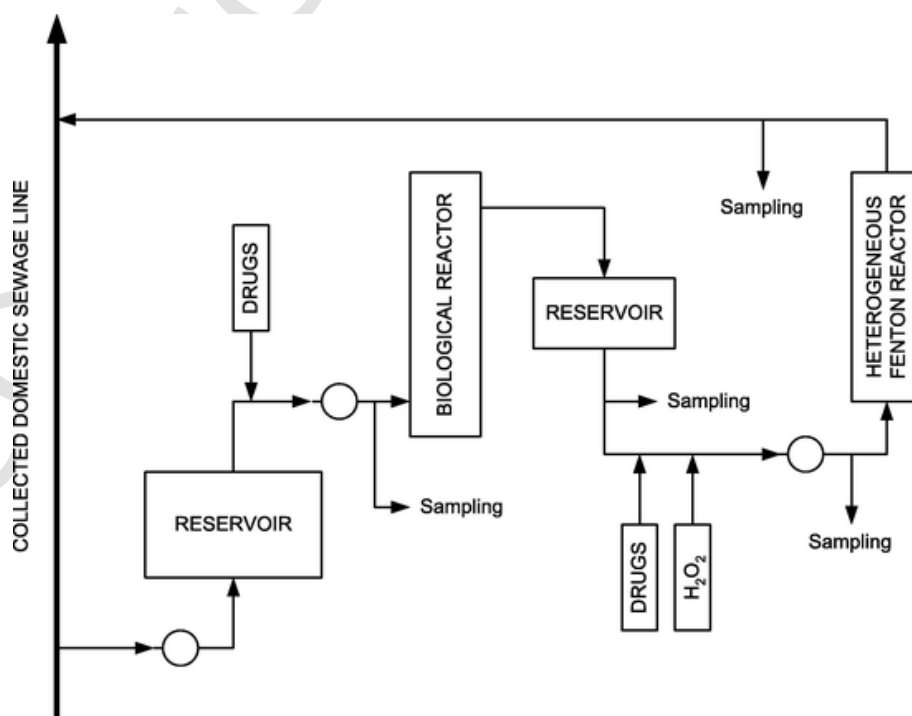 COLLECTED DOMESTIC SEWAGE LINE
DRUGS
RESERVOIR
Sampling
BIOLOGICAL REACTOR
RESERVOIR
Sampling
DRUGS
H₂O₂
Sampling
HETEROGENEOUS
FENTON REACTOR
Sampling